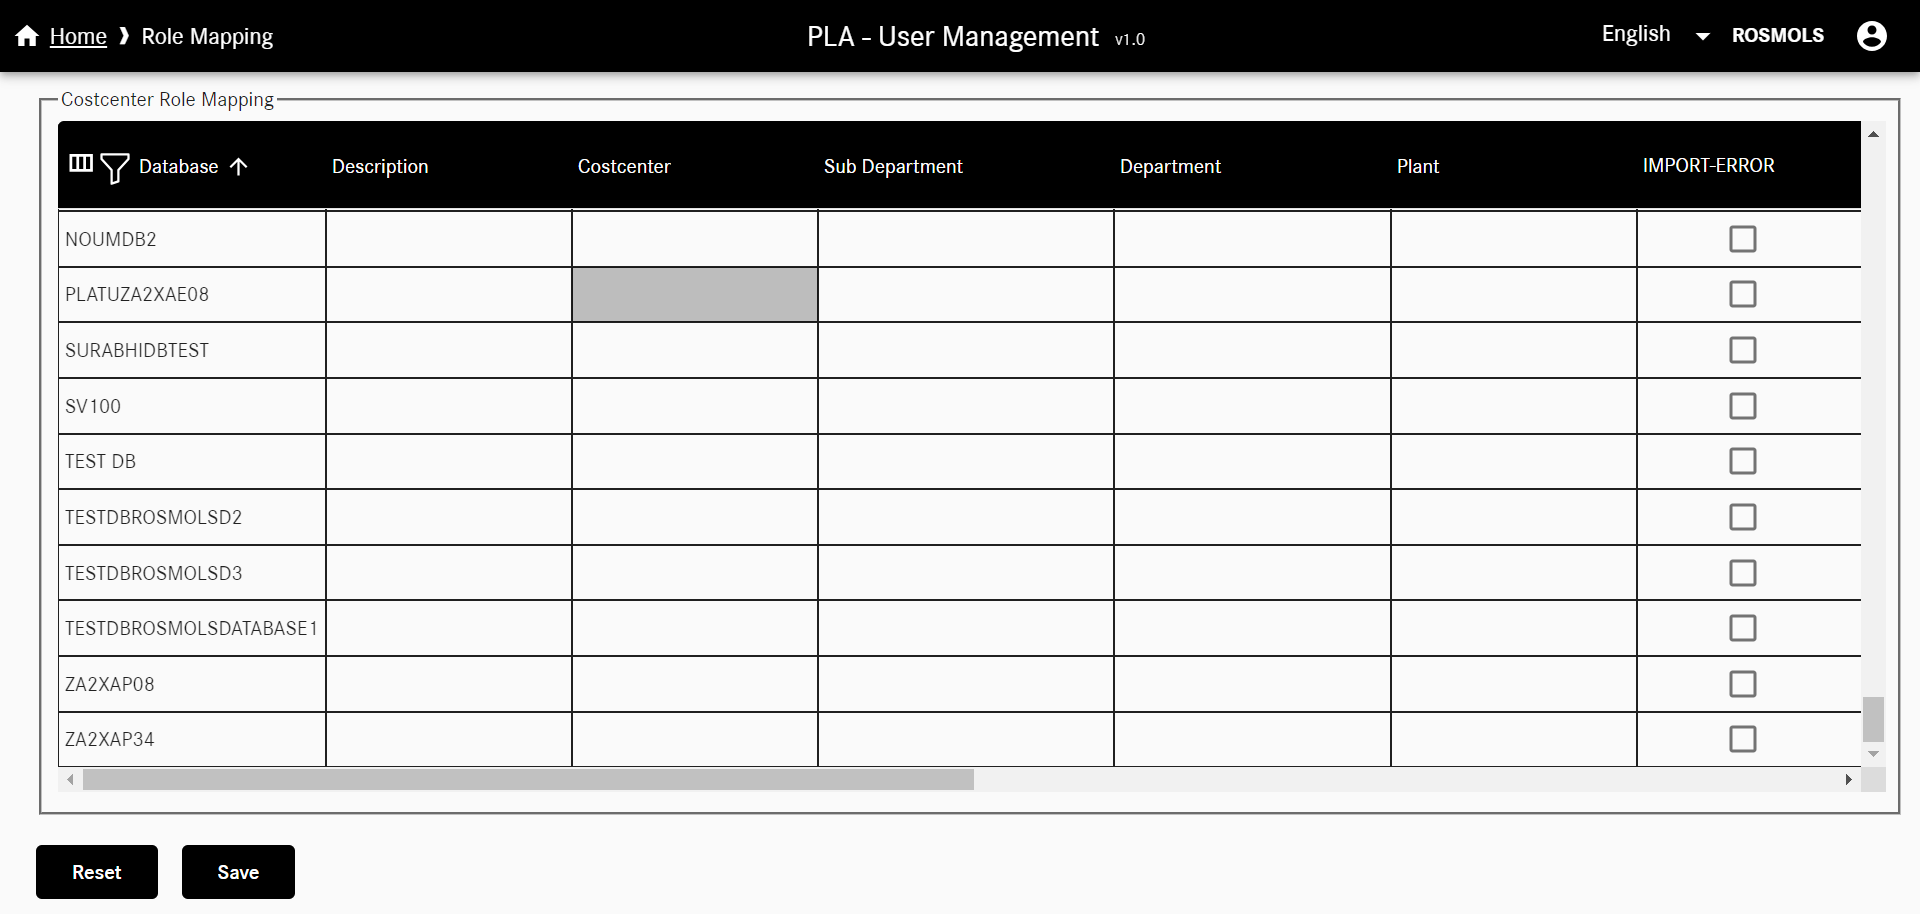 Home ❯ Role Mapping PLA - User Management v1.0 English ROSMOLS
Costcenter Role Mapping
Database Description Costcenter Sub Department Department Plant IMPORT-ERROR
NOUMDB2
PLATUZA2XAE08
SURABHIDBTEST
SV100
TEST DB
TESTDBROSMOLSD2
TESTDBROSMOLSD3
TESTDBROSMOLSDATABASE1
ZA2XAP08
ZA2XAP34
Reset Save